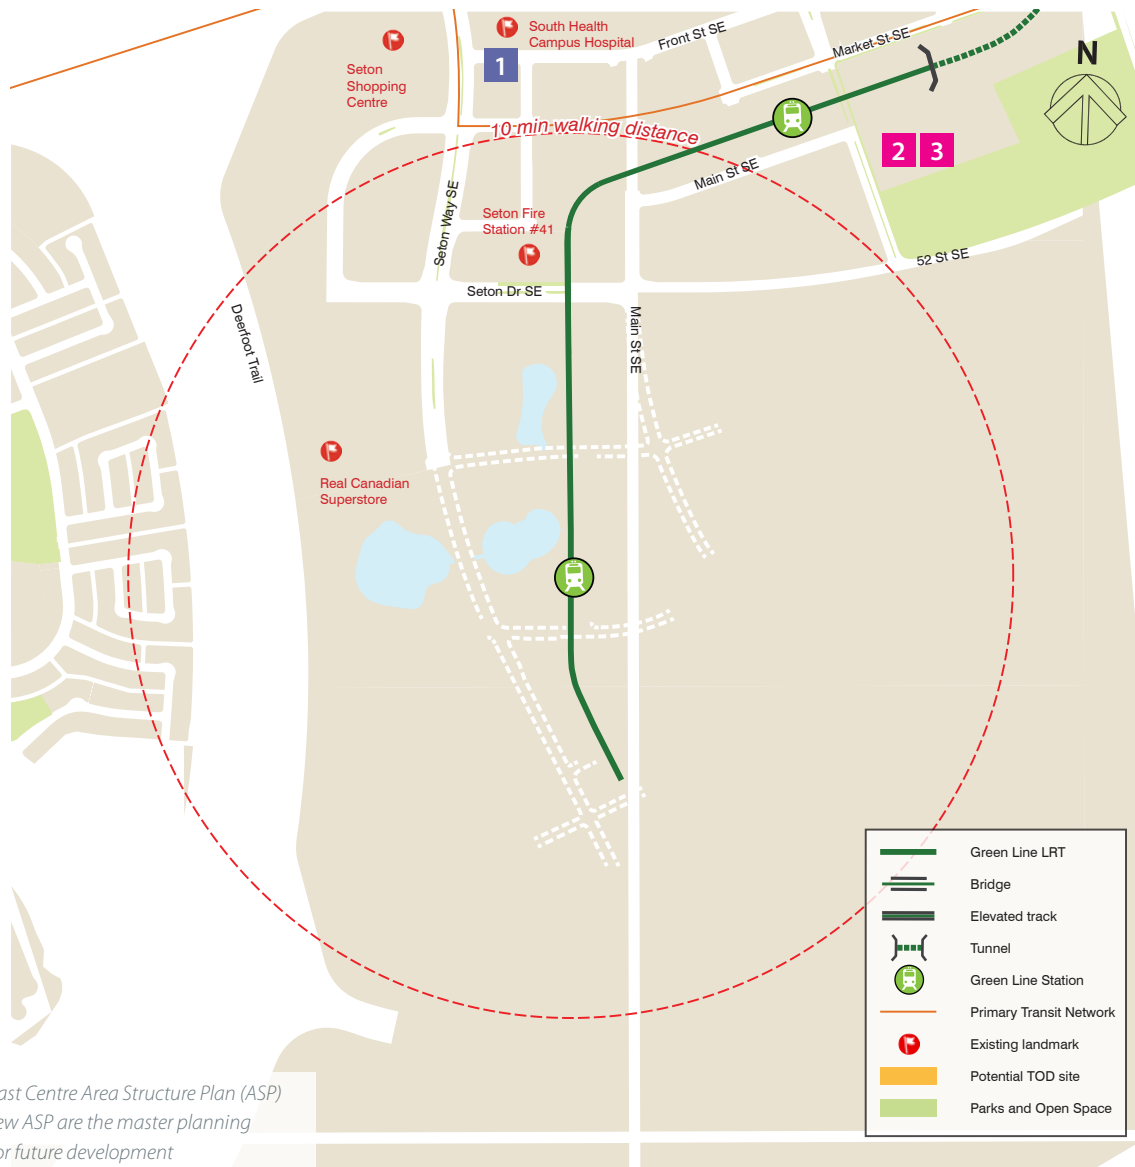 South Health
Campus Hospital
Front St SE
Market St SE
N
Seton
Shopping
Centre
1
10 min walking distance
2 3
Main St SE
Seton Way SE
Seton Fire
Station #41
52 St SE
Seton Dr SE
Deerfoot Trail
Main St SE
Real Canadian
Superstore
Green Line LRT
Bridge
Elevated track
Tunnel
Green Line Station
Primary Transit Network
Existing landmark
Potential TOD site
Parks and Open Space
ast Centre Area Structure Plan (ASP)
ew ASP are the master planning
or future development